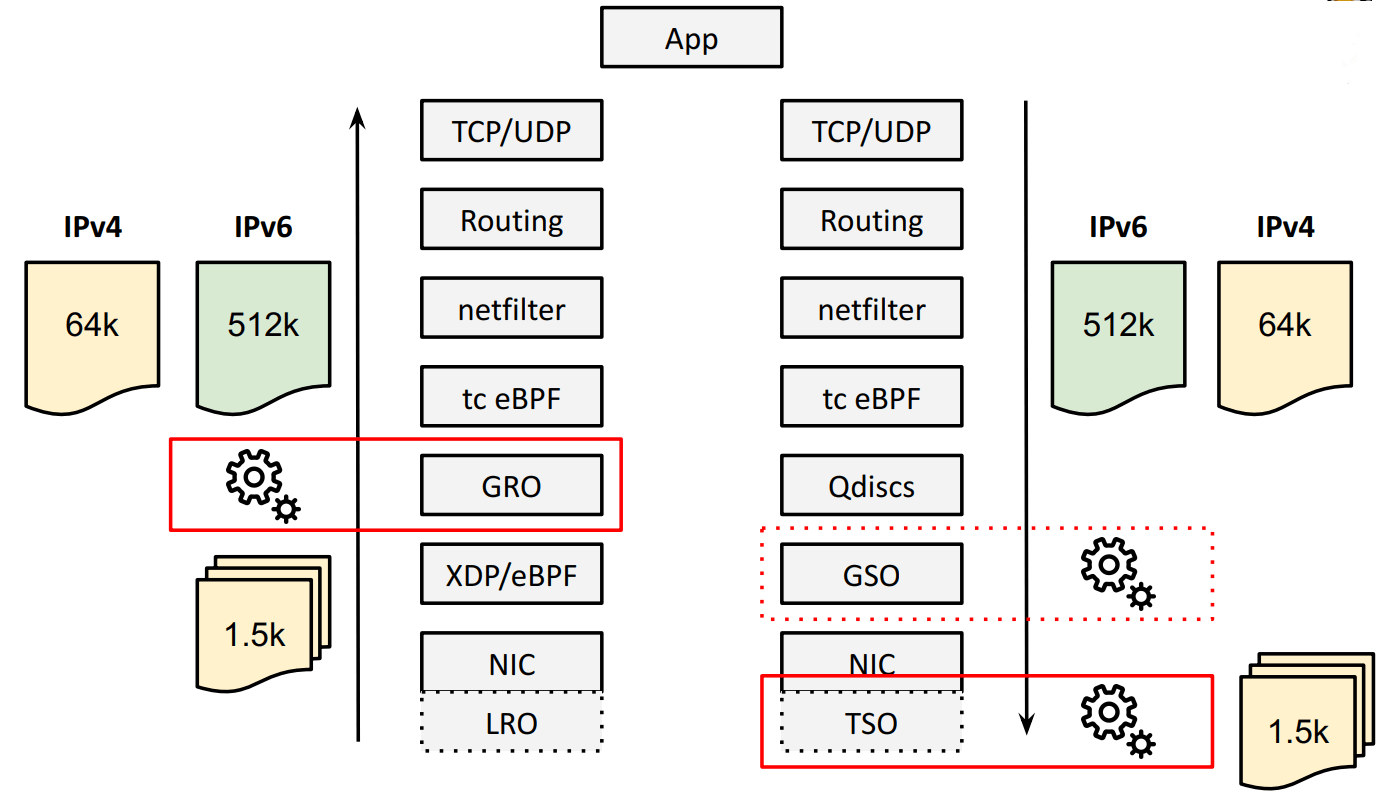 App
TCP/UDP
TCP/UDP
Routing
Routing
IPv4
IPv6
IPv6
IPv4
netfilter
netfilter
64k
512k
512k
64k
tc eBPF
tc eBPF
GRO
Qdiscs
XDP/eBPF
GSO
1.5k
NIC
NIC
LRO
TSO
1.5k